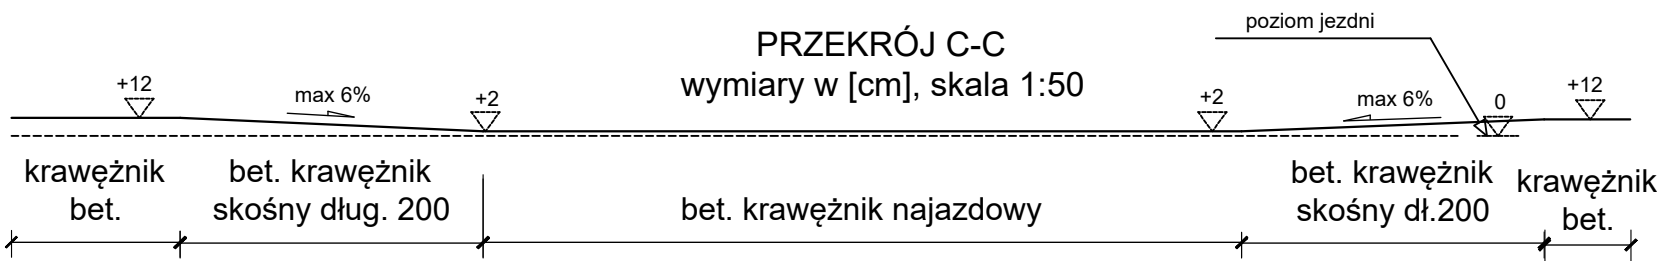 poziom jezdni
PRZEKRÓJ C-C
wymiary w [cm], skala 1:50
+12
max 6%
+2
+2
max 6%
0
+12
krawężnik
bet.
bet. krawężnik
skośny dług. 200
bet. krawężnik najazdowy
bet. krawężnik
skośny dł.200
krawężnik
bet.